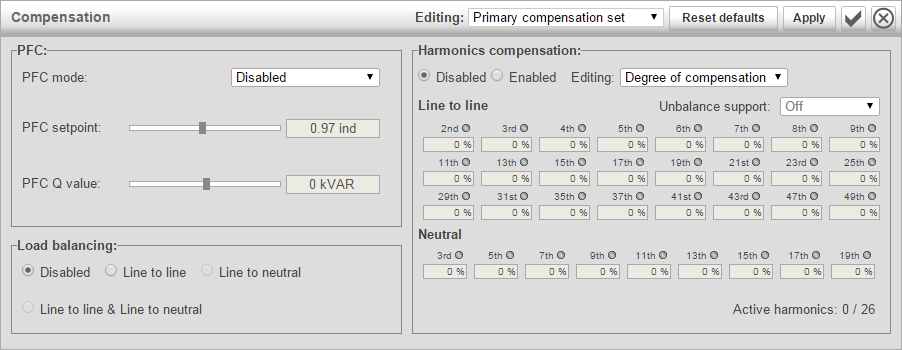 Compensation
Editing: Primary compensation set Reset defaults Apply
PFC:
PFC mode: Disabled
PFC setpoint: 0.97 ind
PFC Q value: 0 kVAR
Load balancing:
Disabled Line to line Line to neutral
Line to line & Line to neutral
Harmonics compensation:
Disabled Enabled Editing: Degree of compensation
Line to line Unbalance support: Off
2nd 3rd 4th 5th 6th 7th 8th 9th
0 % 0 % 0 % 0 % 0 % 0 % 0 % 0 %
11th 13th 15th 17th 19th 21st 23rd 25th
0 % 0 % 0 % 0 % 0 % 0 % 0 % 0 %
29th 31st 35th 37th 41st 43rd 47th 49th
0 % 0 % 0 % 0 % 0 % 0 % 0 % 0 %
Neutral
3rd 5th 7th 9th 11th 13th 15th 17th 19th
0 % 0 % 0 % 0 % 0 % 0 % 0 % 0 % 0 %
Active harmonics: 0 / 26